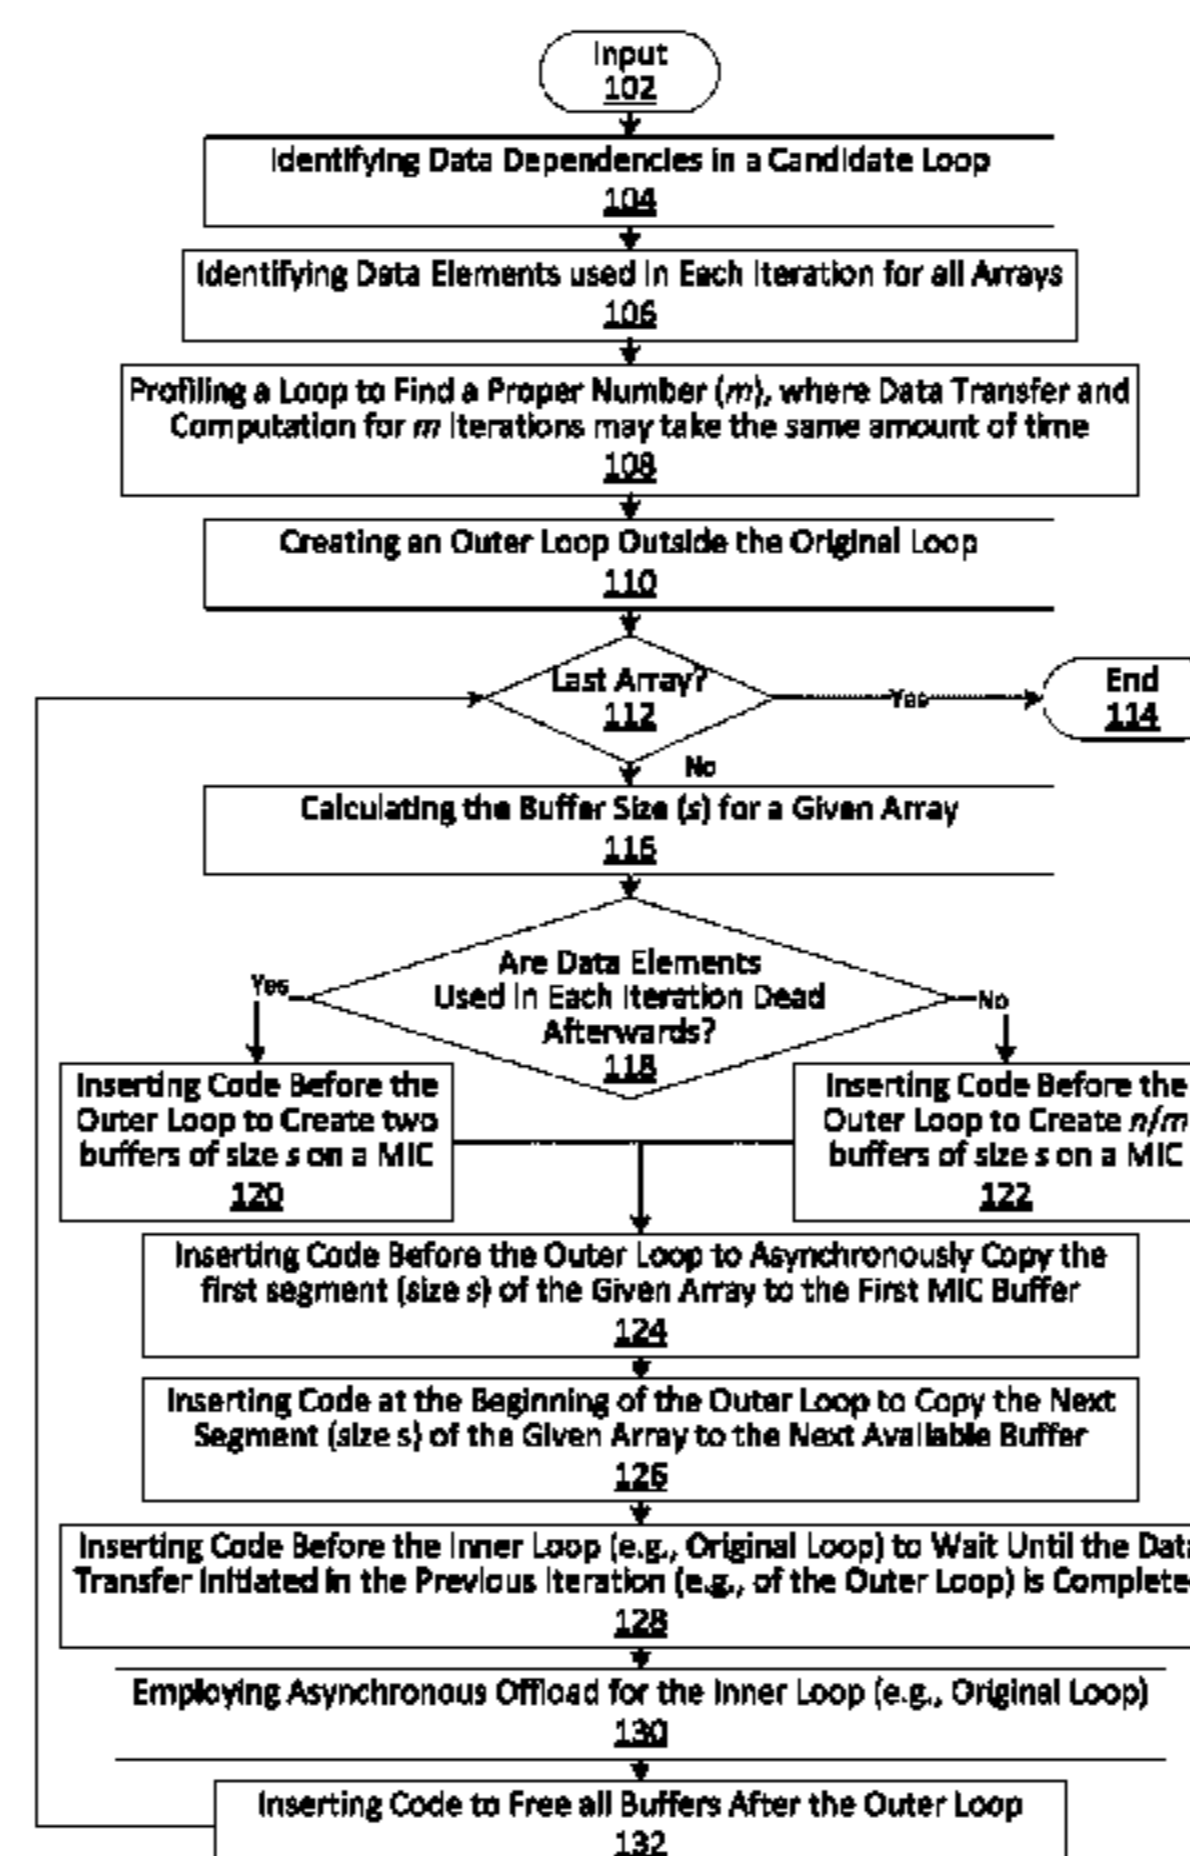 Input
102
Identifying Data Dependencies in a Candidate Loop
104
Identifying Data Elements used in Each Iteration for all Arrays
106
Profiling a Loop to Find a Proper Number (m), where Data Transfer and
Computation for m Iterations may take the same amount of time
108
Creating an Outer Loop Outside the Original Loop
110
Last Array?
112
Yes
End
114
No
Calculating the Buffer Size (s) for a Given Array
116
Are Data Elements
Used in Each Iteration Dead
Afterwards?
118
Yes
No
Inserting Code Before the
Outer Loop to Create two
buffers of size s on a MIC
120
Inserting Code Before the
Outer Loop to Create n/m
buffers of size s on a MIC
122
Inserting Code Before the Outer Loop to Asynchronously Copy the
first segment (size s) of the Given Array to the First MIC Buffer
124
Inserting Code at the Beginning of the Outer Loop to Copy the Next
Segment (size s) of the Given Array to the Next Available Buffer
126
Inserting Code Before the Inner Loop (e.g., Original Loop) to Wait Until the Data
Transfer Initiated in the Previous Iteration (e.g., of the Outer Loop) is Complete
128
Employing Asynchronous Offload for the Inner Loop (e.g., Original Loop)
130
Inserting Code to Free all Buffers After the Outer Loop
132